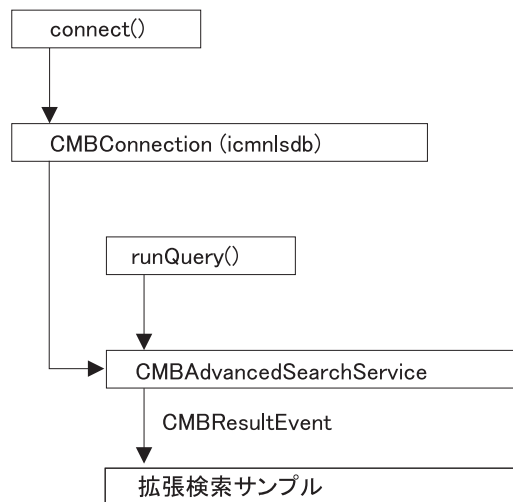 connect()
CMBConnection (icmnlsdb)
runQuery()
CMBAdvancedSearchService
CMBResultEvent
拡張検索サンプル